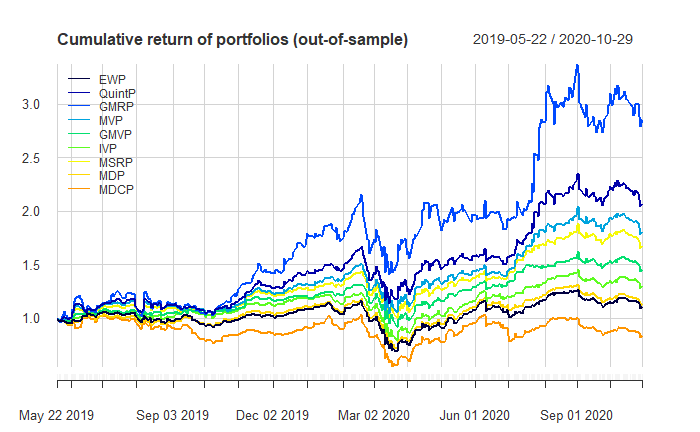 Cumulative return of portfolios (out-of-sample) 2019-05-22 / 2020-10-29
EWP
QuintP
GMRP
MVP
GMVP
IVP
MSRP
MDP
MDCP
3.0
2.5
2.0
1.5
1.0
May 22 2019 Sep 03 2019 Dec 02 2019 Mar 02 2020 Jun 01 2020 Sep 01 2020